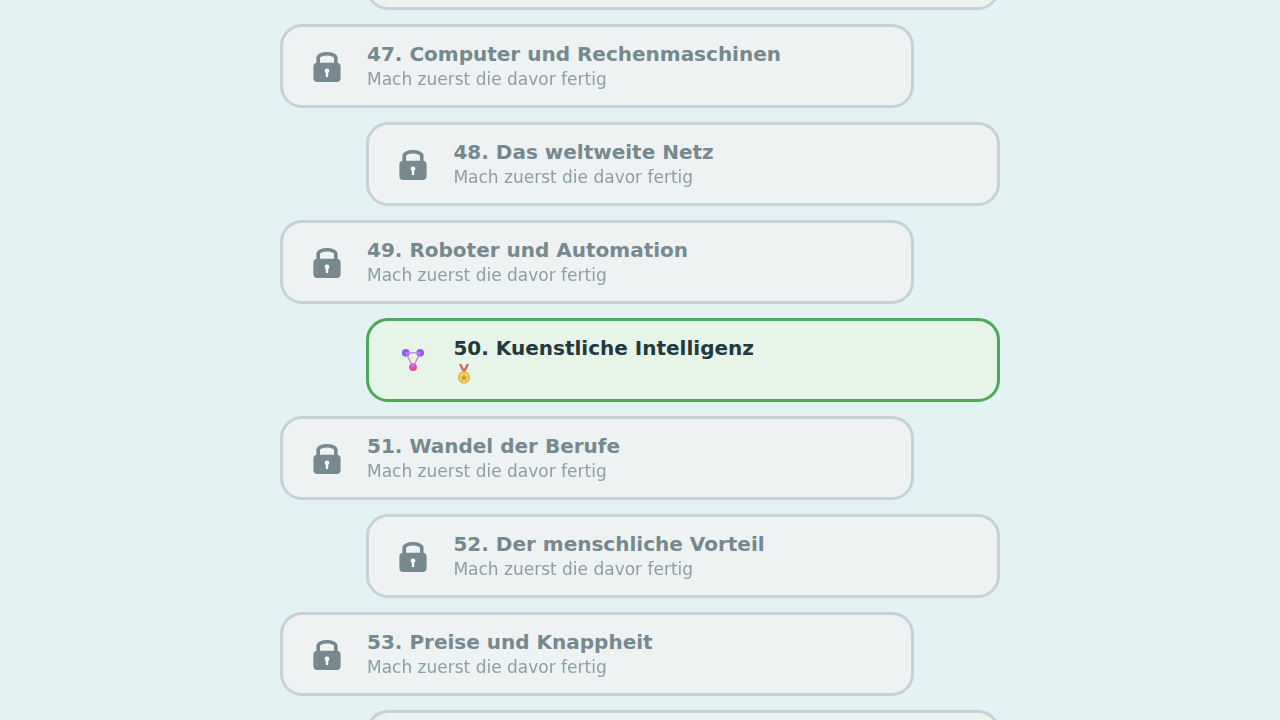 47. Computer und Rechenmaschinen
Mach zuerst die davor fertig
48. Das weltweite Netz
Mach zuerst die davor fertig
49. Roboter und Automation
Mach zuerst die davor fertig
50. Kuenstliche Intelligenz
51. Wandel der Berufe
Mach zuerst die davor fertig
52. Der menschliche Vorteil
Mach zuerst die davor fertig
53. Preise und Knappheit
Mach zuerst die davor fertig